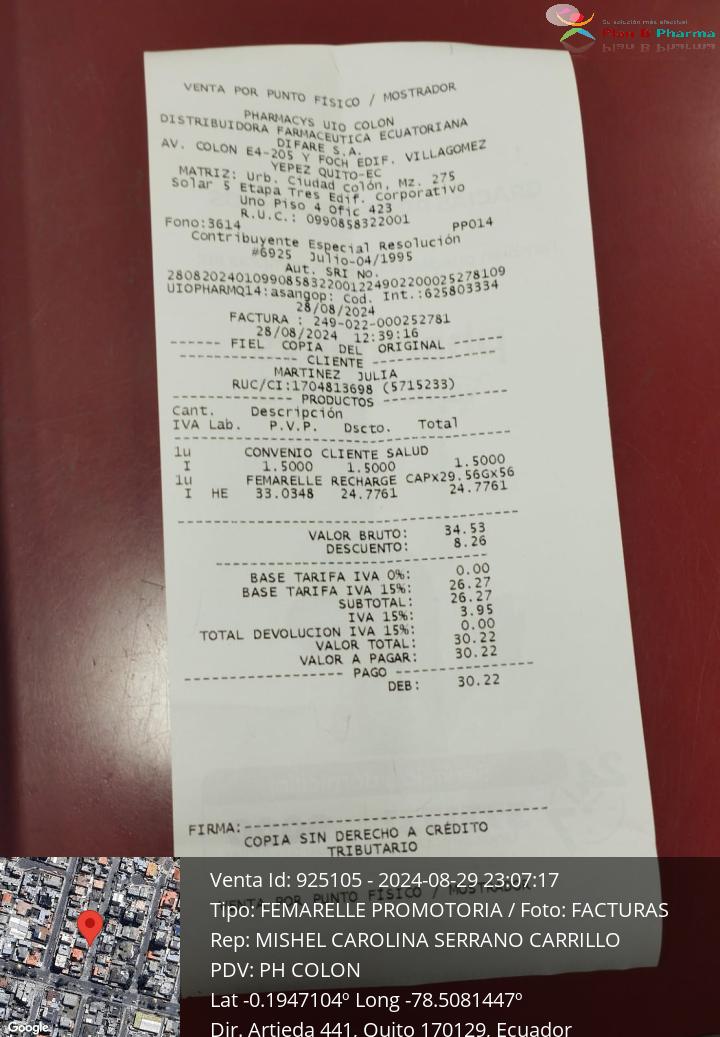 Su solución más efectiva!
Plan B Pharma
VENTA POR PUNTO FÍSICO / MOSTRADOR
PHARMACYS UIO COLON
DISTRIBUIDORA FARMACEUTICA ECUATORIANA
DIFARE S.A.
AV. COLON E4-205 Y FOCH EDIF. VILLAGOMEZ
YEPEZ QUITO-EC
MATRIZ: Urb. Ciudad Colón, Mz. 275
Solar 5 Etapa Tres Edif. Corporativo
Uno Piso 4 Ofic 423
R.U.C.: 0990858322001
Fono:3614 PP014
Contribuyente Especial Resolución
#6925 Julio-04/1995
Aut. SRI No.
28082024010990858322001224902200025278109
UIOPHARMQ14:asangop: Cod. Int.:625803334
28/08/2024
FACTURA : 249-022-000252781
28/08/2024 12:39:16
------ FIEL COPIA DEL ORIGINAL ------
CLIENTE
MARTINEZ JULIA
RUC/CI:1704813698 (5715233)
PRODUCTOS
Cant. Descripción
IVA Lab. P.V.P. Dscto. Total
1u CONVENIO CLIENTE SALUD
I 1.5000 1.5000 1.5000
1u FEMARELLE RECHARGE CAPX29.56GX56
I HE 33.0348 24.7761 24.7761
VALOR BRUTO: 34.53
DESCUENTO: 8.26
BASE TARIFA IVA 0%: 0.00
BASE TARIFA IVA 15%: 26.27
SUBTOTAL: 26.27
IVA 15%: 3.95
TOTAL DEVOLUCION IVA 15%: 0.00
VALOR TOTAL: 30.22
VALOR A PAGAR: 30.22
PAGO
DEB: 30.22
FIRMA:
COPIA SIN DERECHO A CRÉDITO
TRIBUTARIO
VENTA POR PUNTO FÍSICO / MOSTRADOR
Venta Id: 925105 - 2024-08-29 23:07:17
Tipo: FEMARELLE PROMOTORIA / Foto: FACTURAS
Rep: MISHEL CAROLINA SERRANO CARRILLO
PDV: PH COLON
Lat -0.1947104º Long -78.5081447º
Dir. Artieda 441, Quito 170129, Ecuador
Google